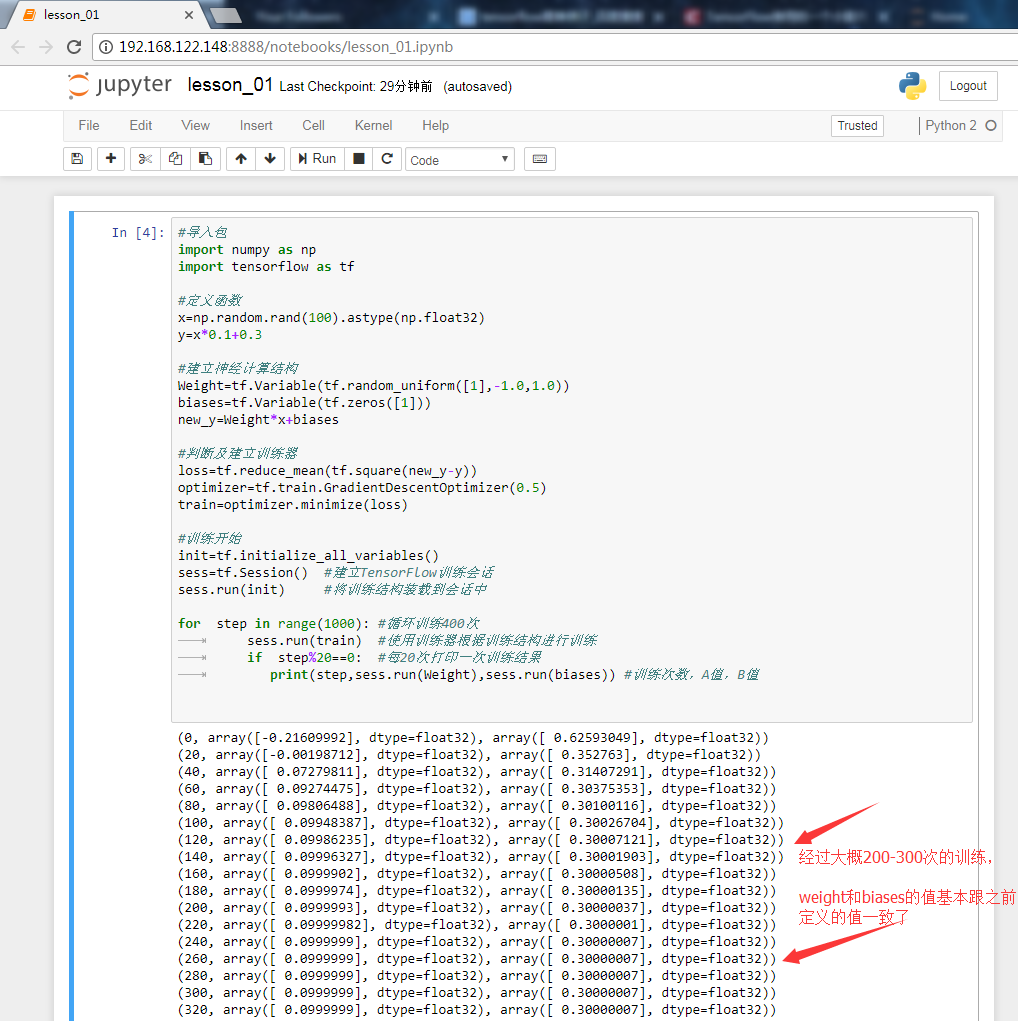 lesson_01
192.168.122.148:8888/notebooks/lesson_01.ipynb
jupyter lesson_01 Last Checkpoint: 29分钟前 (autosaved)
Logout
File Edit View Insert Cell Kernel Help Trusted Python 2
Run Code
In [4]:
#导入包
import numpy as np
import tensorflow as tf
#定义函数
x=np.random.rand(100).astype(np.float32)
y=x*0.1+0.3
#建立神经计算结构
Weight=tf.Variable(tf.random_uniform([1],-1.0,1.0))
biases=tf.Variable(tf.zeros([1]))
new_y=Weight*x+biases
#判断及建立训练器
loss=tf.reduce_mean(tf.square(new_y-y))
optimizer=tf.train.GradientDescentOptimizer(0.5)
train=optimizer.minimize(loss)
#训练开始
init=tf.initialize_all_variables()
sess=tf.Session() #建立TensorFlow训练会话
sess.run(init) #将训练结构装载到会话中
for step in range(1000): #循环训练400次
sess.run(train) #使用训练器根据训练结构进行训练
if step%20==0: #每20次打印一次训练结果
print(step,sess.run(Weight),sess.run(biases)) #训练次数，A值，B值
(0, array([-0.21609992], dtype=float32), array([ 0.62593049], dtype=float32))
(20, array([-0.00198712], dtype=float32), array([ 0.352763], dtype=float32))
(40, array([ 0.07279811], dtype=float32), array([ 0.31407291], dtype=float32))
(60, array([ 0.09274475], dtype=float32), array([ 0.30375353], dtype=float32))
(80, array([ 0.09806488], dtype=float32), array([ 0.30100116], dtype=float32))
(100, array([ 0.09948387], dtype=float32), array([ 0.30026704], dtype=float32))
(120, array([ 0.09986235], dtype=float32), array([ 0.30007121], dtype=float32))
(140, array([ 0.09996327], dtype=float32), array([ 0.30001903], dtype=float32))
(160, array([ 0.0999902], dtype=float32), array([ 0.30000508], dtype=float32))
(180, array([ 0.0999974], dtype=float32), array([ 0.30000135], dtype=float32))
(200, array([ 0.0999993], dtype=float32), array([ 0.30000037], dtype=float32))
(220, array([ 0.09999982], dtype=float32), array([ 0.3000001], dtype=float32))
(240, array([ 0.0999999], dtype=float32), array([ 0.30000007], dtype=float32))
(260, array([ 0.0999999], dtype=float32), array([ 0.30000007], dtype=float32))
(280, array([ 0.0999999], dtype=float32), array([ 0.30000007], dtype=float32))
(300, array([ 0.0999999], dtype=float32), array([ 0.30000007], dtype=float32))
(320, array([ 0.0999999], dtype=float32), array([ 0.30000007], dtype=float32))
经过大概200-300次的训练，
weight和biases的值基本跟之前
定义的值一致了